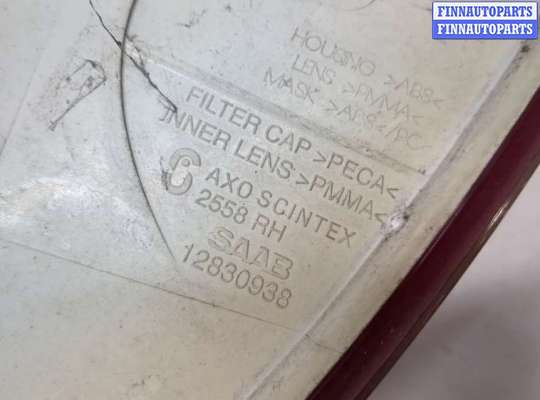 FINNAUTOPARTS
FINNAUTOPARTS
HOUSING >ABS<
LENS >PMMA<
MASK >ABS/PC<
FILTER CAP >PECA<
INNER LENS >PMMA<
AXO SCINTEX
2558 RH
SAAB
12830938